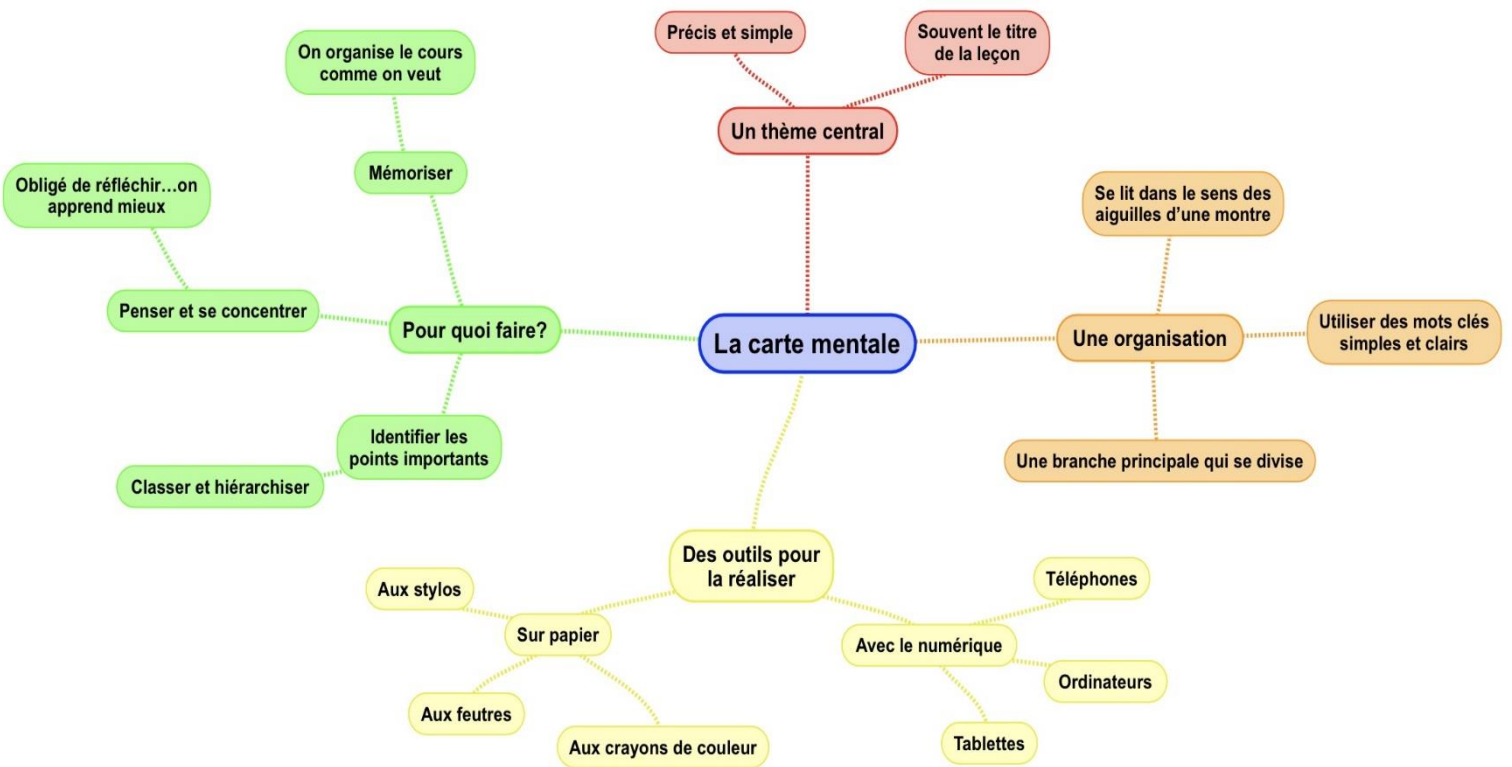 La carte mentale
Un thème central
Précis et simple
Souvent le titre
de la leçon
Une organisation
Se lit dans le sens des
aiguilles d’une montre
Utiliser des mots clés
simples et clairs
Une branche principale qui se divise
Des outils pour
la réaliser
Avec le numérique
Téléphones
Ordinateurs
Tablettes
Sur papier
Aux crayons de couleur
Aux feutres
Aux stylos
Pour quoi faire?
Identifier les
points importants
Classer et hiérarchiser
Penser et se concentrer
Obligé de réfléchir...on
apprend mieux
Mémoriser
On organise le cours
comme on veut